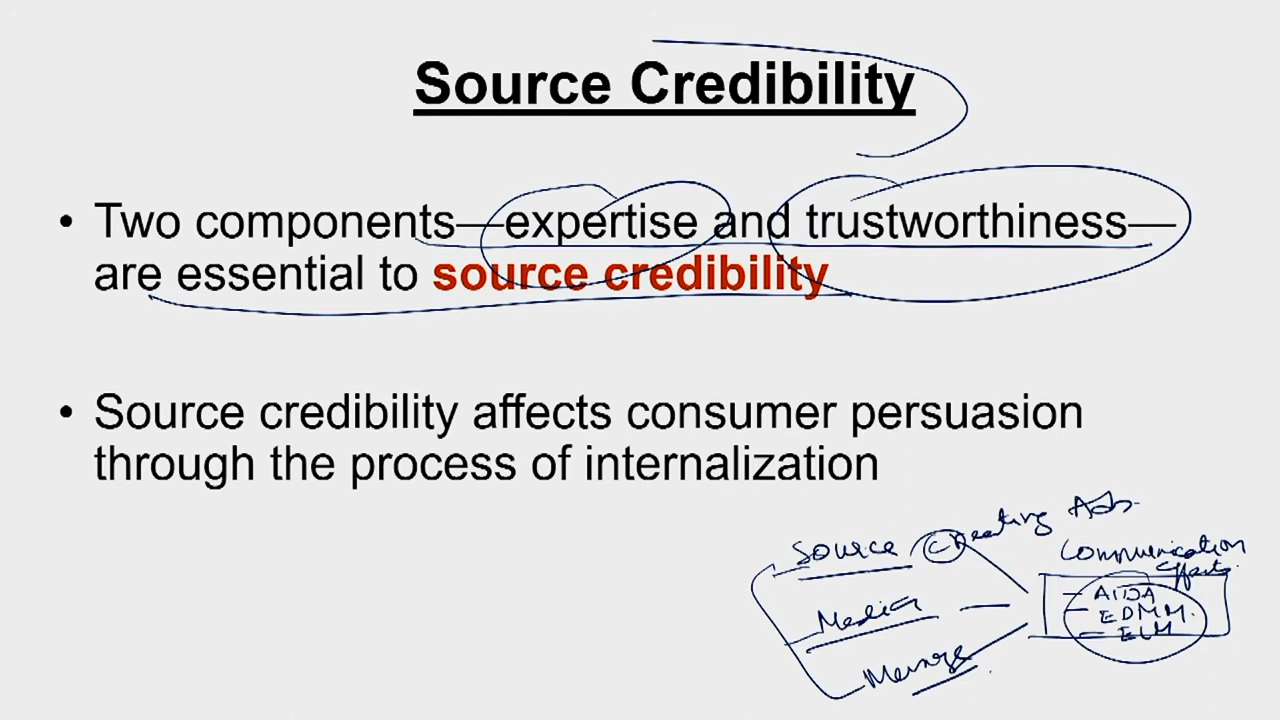 Source Credibility
• Two components—expertise and trustworthiness—
are essential to source credibility
• Source credibility affects consumer persuasion
through the process of internalization
Source Creating Ads
Media
Message
Communication
effects
- AIDA
- EDMM.
- ELM